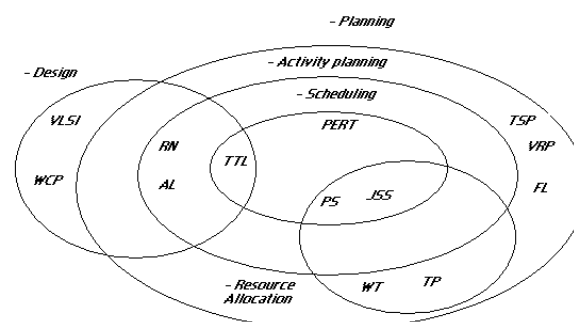 - Planning
- Activity planning
- Design
- Scheduling
VLSI
TSP
PERT
RN
VRP
TTL
WCP
AL
FL
PS
JSS
- Resource
Allocation
WT
TP